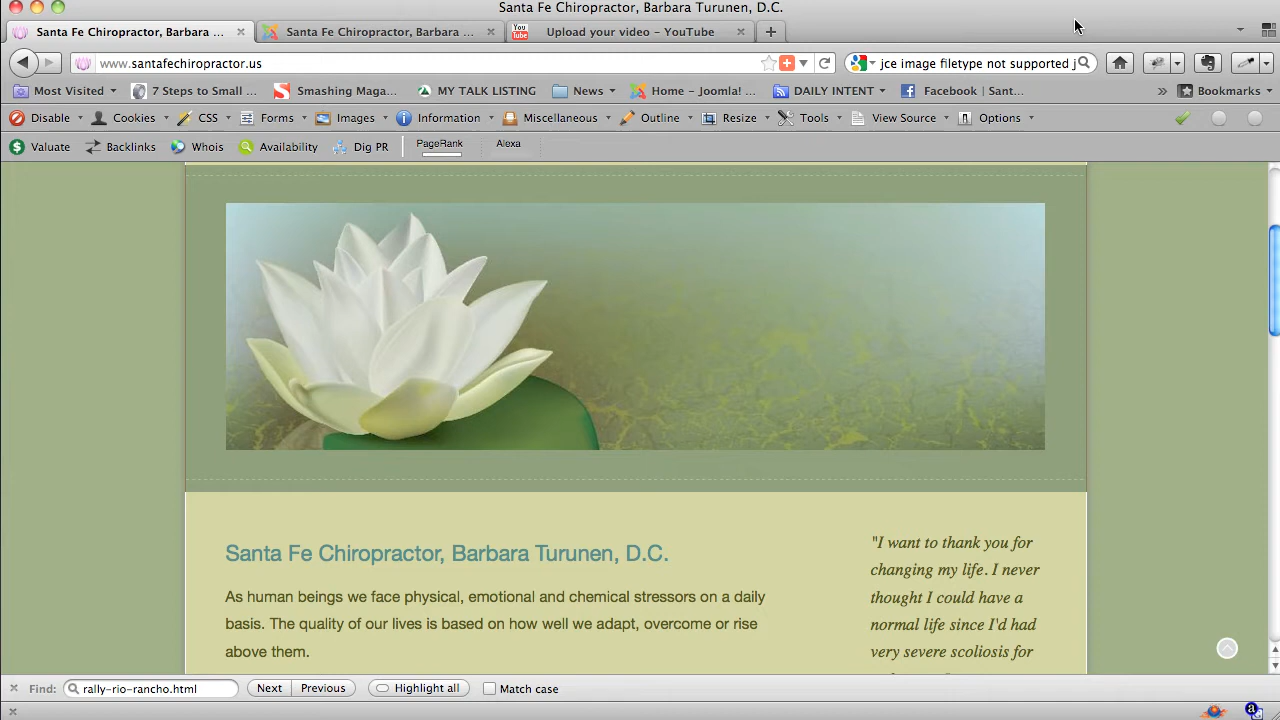 Santa Fe Chiropractor, Barbara Turunen, D.C.
Santa Fe Chiropractor, Barbara ...
Santa Fe Chiropractor, Barbara ...
You Tube
Upload your video – YouTube
www.santafechiropractor.us
jce image filetype not supported j
Most Visited
7 Steps to Small ...
Smashing Maga...
MY TALK LISTING
News
Home – Joomla! ...
DAILY INTENT
Facebook | Sant...
»
Bookmarks
Disable
Cookies
CSS
Forms
Images
Information
Miscellaneous
Outline
Resize
Tools
View Source
Options
Valuate
Backlinks
Whois
Availability
Dig PR
PageRank
Alexa
Santa Fe Chiropractor, Barbara Turunen, D.C.
As human beings we face physical, emotional and chemical stressors on a daily
basis. The quality of our lives is based on how well we adapt, overcome or rise
above them.
"I want to thank you for
changing my life. I never
thought I could have a
normal life since I'd had
very severe scoliosis for
Find:
rally-rio-rancho.html
Next
Previous
Highlight all
Match case